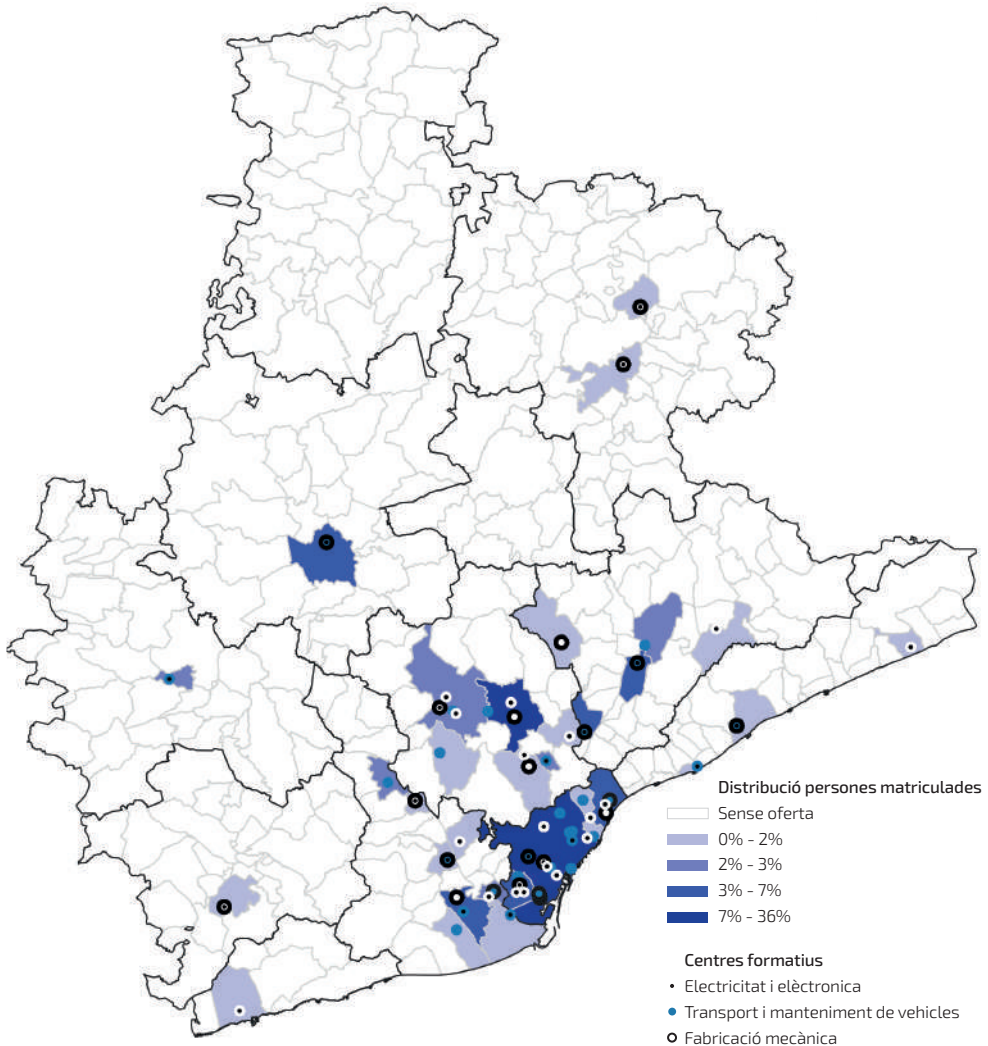 Distribució persones matriculades
Sense oferta
0% - 2%
2% - 3%
3% - 7%
7% - 36%
Centres formatius
Electricitat i elèctronica
Transport i manteniment de vehicles
Fabricació mecànica